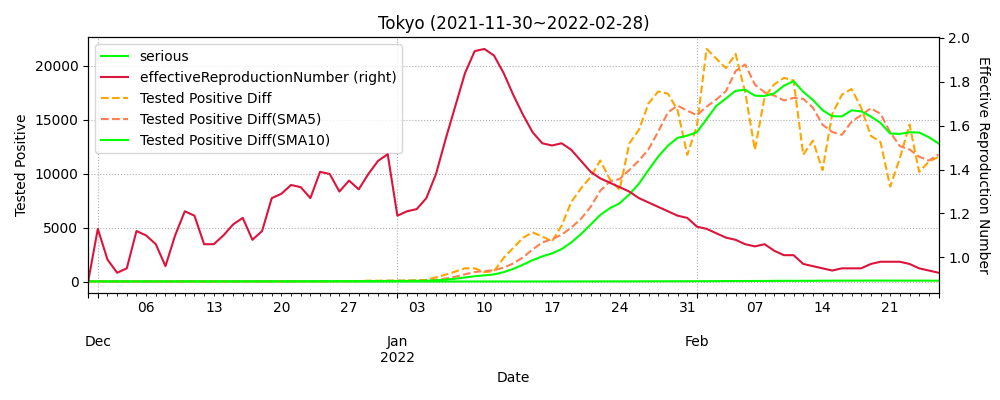 Tokyo (2021-11-30~2022-02-28)
serious
effectiveReproductionNumber (right)
Tested Positive Diff
Tested Positive Diff(SMA5)
Tested Positive Diff(SMA10)
Tested Positive
20000
15000
10000
5000
0
2.0
1.8
1.6
1.4
1.2
1.0
Effective Reproduction Number
06 13 20 27 03 10 17 24 31 07 14 21
Dec Jan Feb
2022
Date